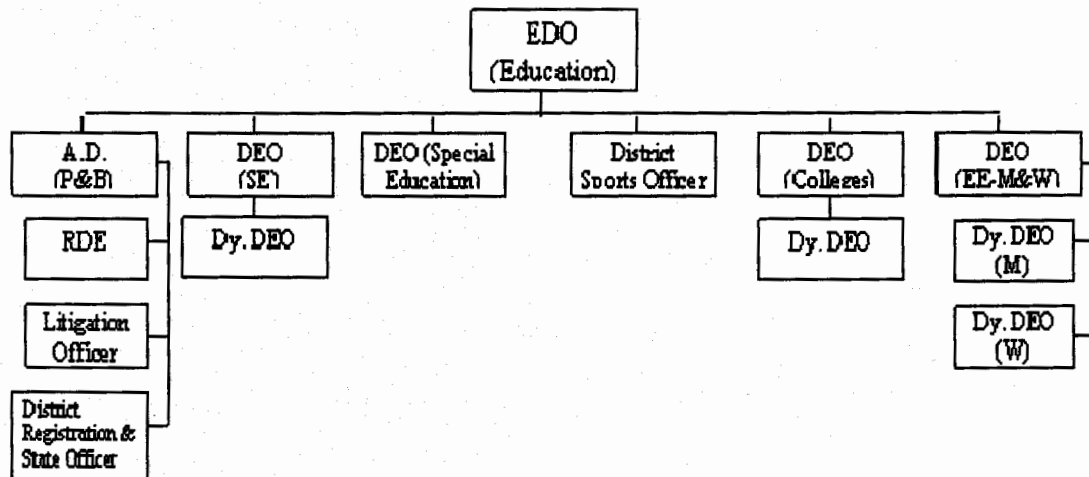 EDO
(Education)
A.D.
(P&B)
DEO
(SE)
DEO (Special
Education)
District
Sports Officer
DEO
(Colleges)
DEO
(EE-M&W)
RDE
Dy. DEO
Dy. DEO
Dy. DEO
(M)
Litigation
Officer
Dy. DEO
(W)
District
Registration &
State Officer